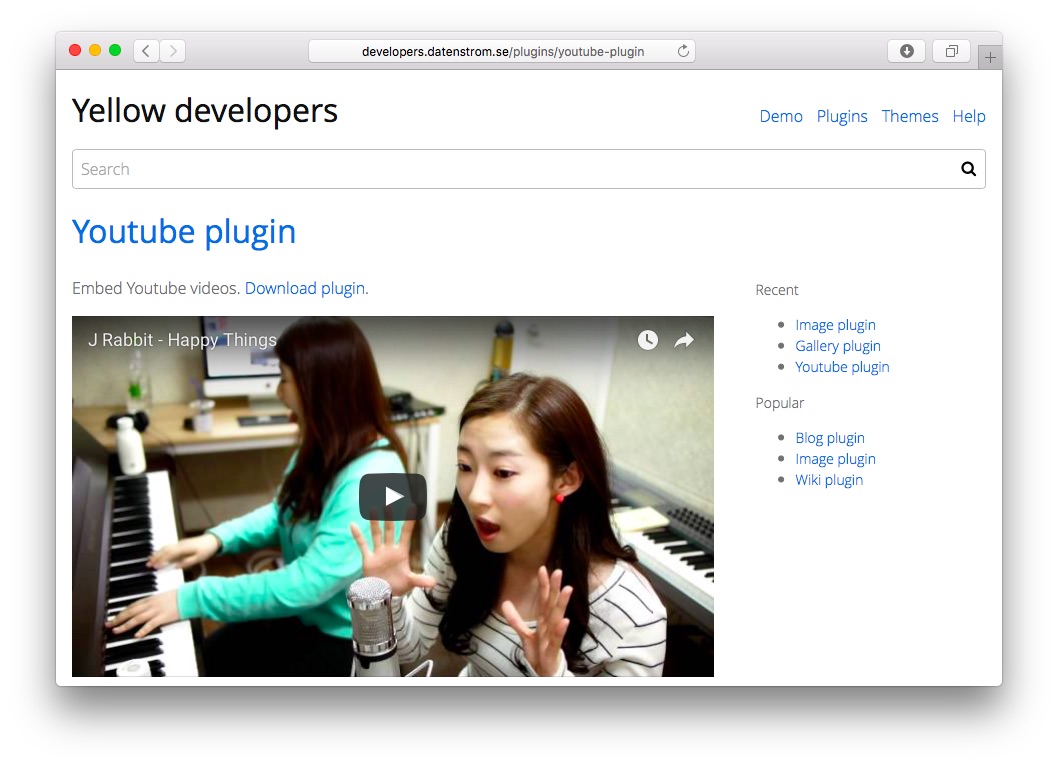 developers.datenstrom.se/plugins/youtube-plugin
Yellow developers
Demo Plugins Themes Help
Search
Youtube plugin
Embed Youtube videos. Download plugin.
J Rabbit - Happy Things
Recent
Image plugin
Gallery plugin
Youtube plugin
Popular
Blog plugin
Image plugin
Wiki plugin